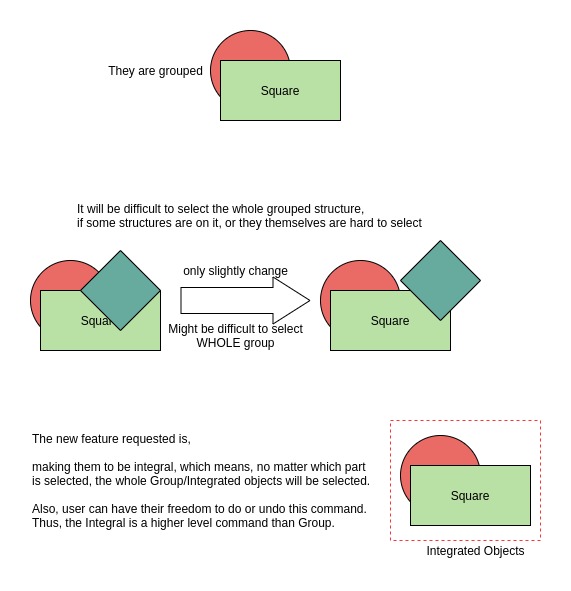 They are grouped
Square
It will be difficult to select the whole grouped structure,
if some structures are on it, or they themselves are hard to select
only slightly change
Squar
Square
Might be difficult to select
WHOLE group
The new feature requested is,
making them to be integral, which means, no matter which part
is selected, the whole Group/Integrated objects will be selected.
Also, user can have their freedom to do or undo this command.
Thus, the Integral is a higher level command than Group.
Square
Integrated Objects